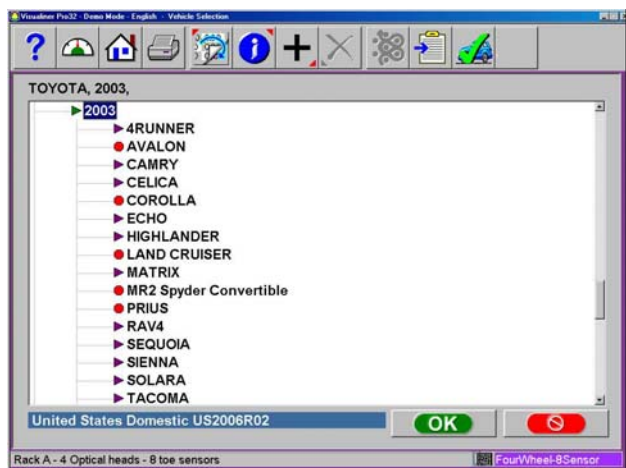 Visualiner Pro32 - Demo Mode - English - Vehicle Selection
?
i
TOYOTA, 2003,
2003
4RUNNER
AVALON
CAMRY
CELICA
COROLLA
ECHO
HIGHLANDER
LAND CRUISER
MATRIX
MR2 Spyder Convertible
PRIUS
RAV4
SEQUOIA
SIENNA
SOLARA
TACOMA
United States Domestic US2006R02
OK
Rack A - 4 Optical heads - 8 toe sensors
FourWheel-8Sensor